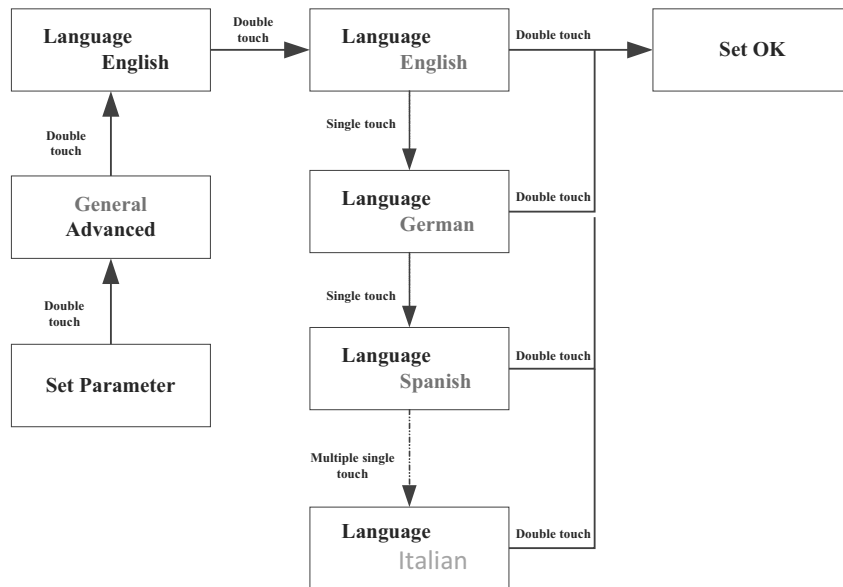 Language
English
Double
touch
Language
English
Double touch
Set OK
Double
touch
Single touch
General
Advanced
Language
German
Double touch
Double
touch
Single touch
Set Parameter
Language
Spanish
Double touch
Multiple single
touch
Language
Italian
Double touch